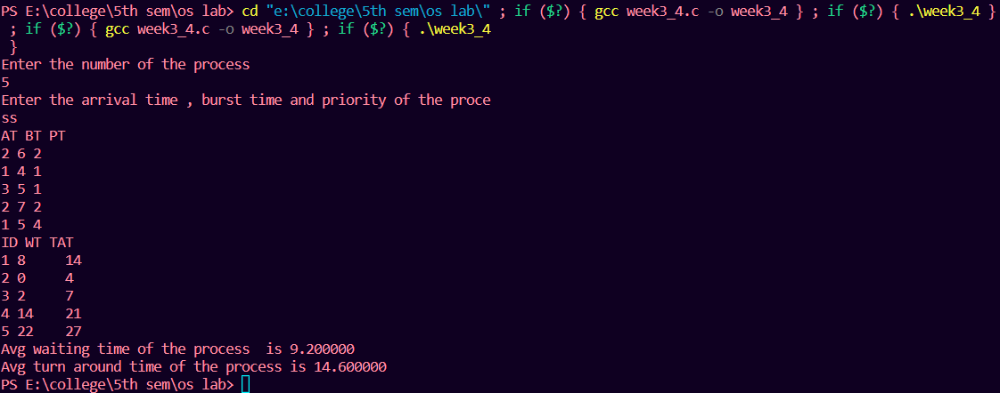 PS E:\college\5th sem\os lab> cd "e:\college\5th sem\os lab\" ; if ($?) { gcc week3_4.c -o week3_4 } ; if ($?) { .\week3_4 }
 ; if ($?) { gcc week3_4.c -o week3_4 } ; if ($?) { .\week3_4
 }
Enter the number of the process
5
Enter the arrival time , burst time and priority of the proce
ss
AT BT PT
2 6 2
1 4 1
3 5 1
2 7 2
1 5 4
ID WT TAT
1 8     14
2 0     4
3 2     7
4 14    21
5 22    27
Avg waiting time of the process  is 9.200000
Avg turn around time of the process is 14.600000
PS E:\college\5th sem\os lab>